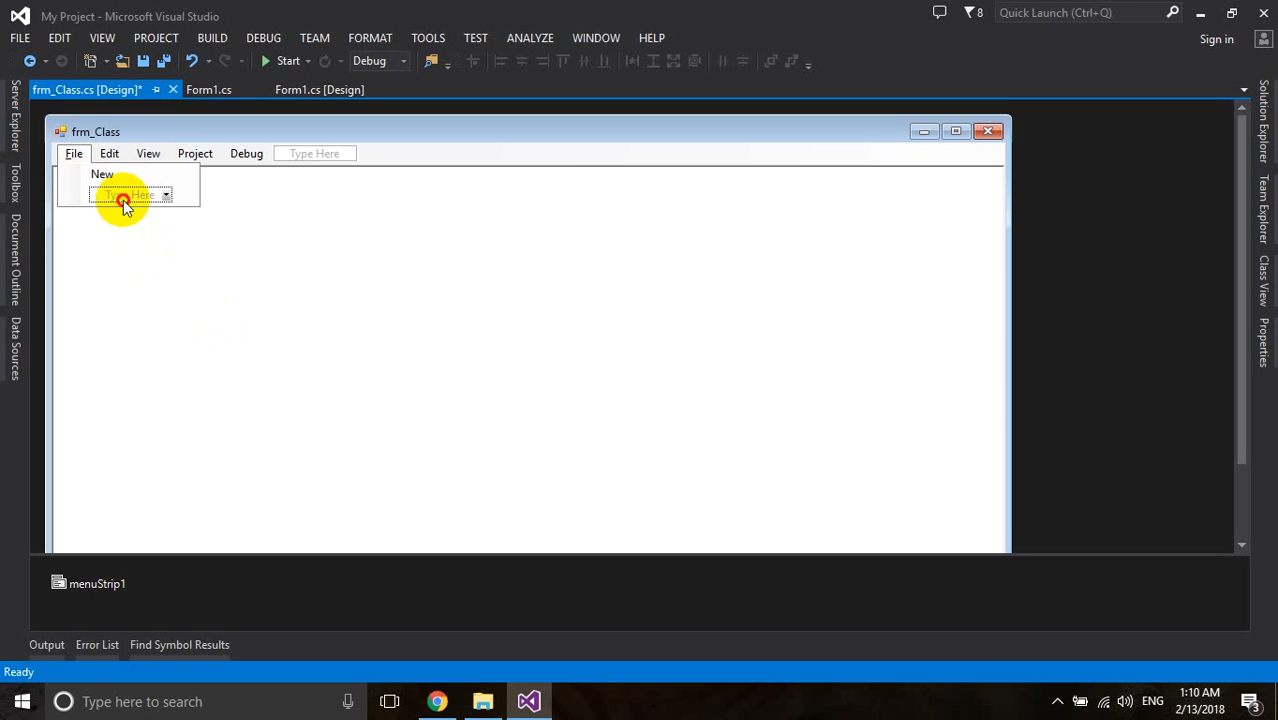 My Project - Microsoft Visual Studio
8
Quick Launch (Ctrl+Q)
FILE EDIT VIEW PROJECT BUILD DEBUG TEAM FORMAT TOOLS TEST ANALYZE WINDOW HELP
Sign in
Start
Debug
frm_Class.cs [Design]*
Form1.cs
Form1.cs [Design]
Server Explorer
Toolbox
Document Outline
Data Sources
frm_Class
File Edit View Project Debug Type Here
New
Type Here
Solution Explorer
Team Explorer
Class View
Properties
menuStrip1
Output Error List Find Symbol Results
Ready
Type here to search
ENG
1:10 AM
2/13/2018
3